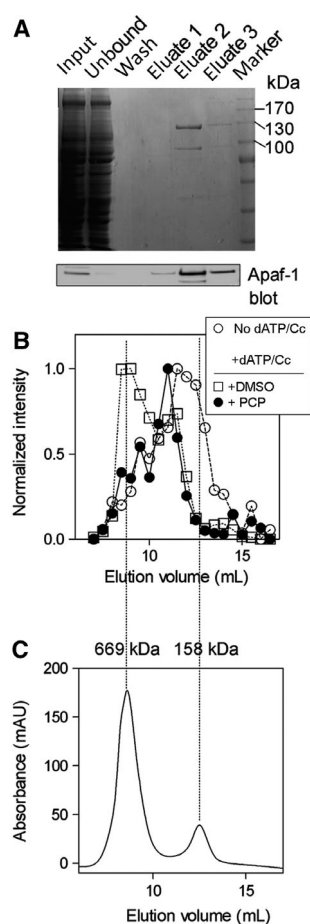 A
Input
Unbound
Wash
Eluate 1
Eluate 2
Eluate 3
Marker
kDa
170
130
100
Apaf-1
blot
B
No dATP/Cc
+dATP/Cc
+DMSO
+ PCP
Normalized intensity
1.0
0.5
0.0
10
15
Elution volume (mL)
C
669 kDa
158 kDa
Absorbance (mAU)
200
150
100
50
0
10
15
Elution volume (mL)